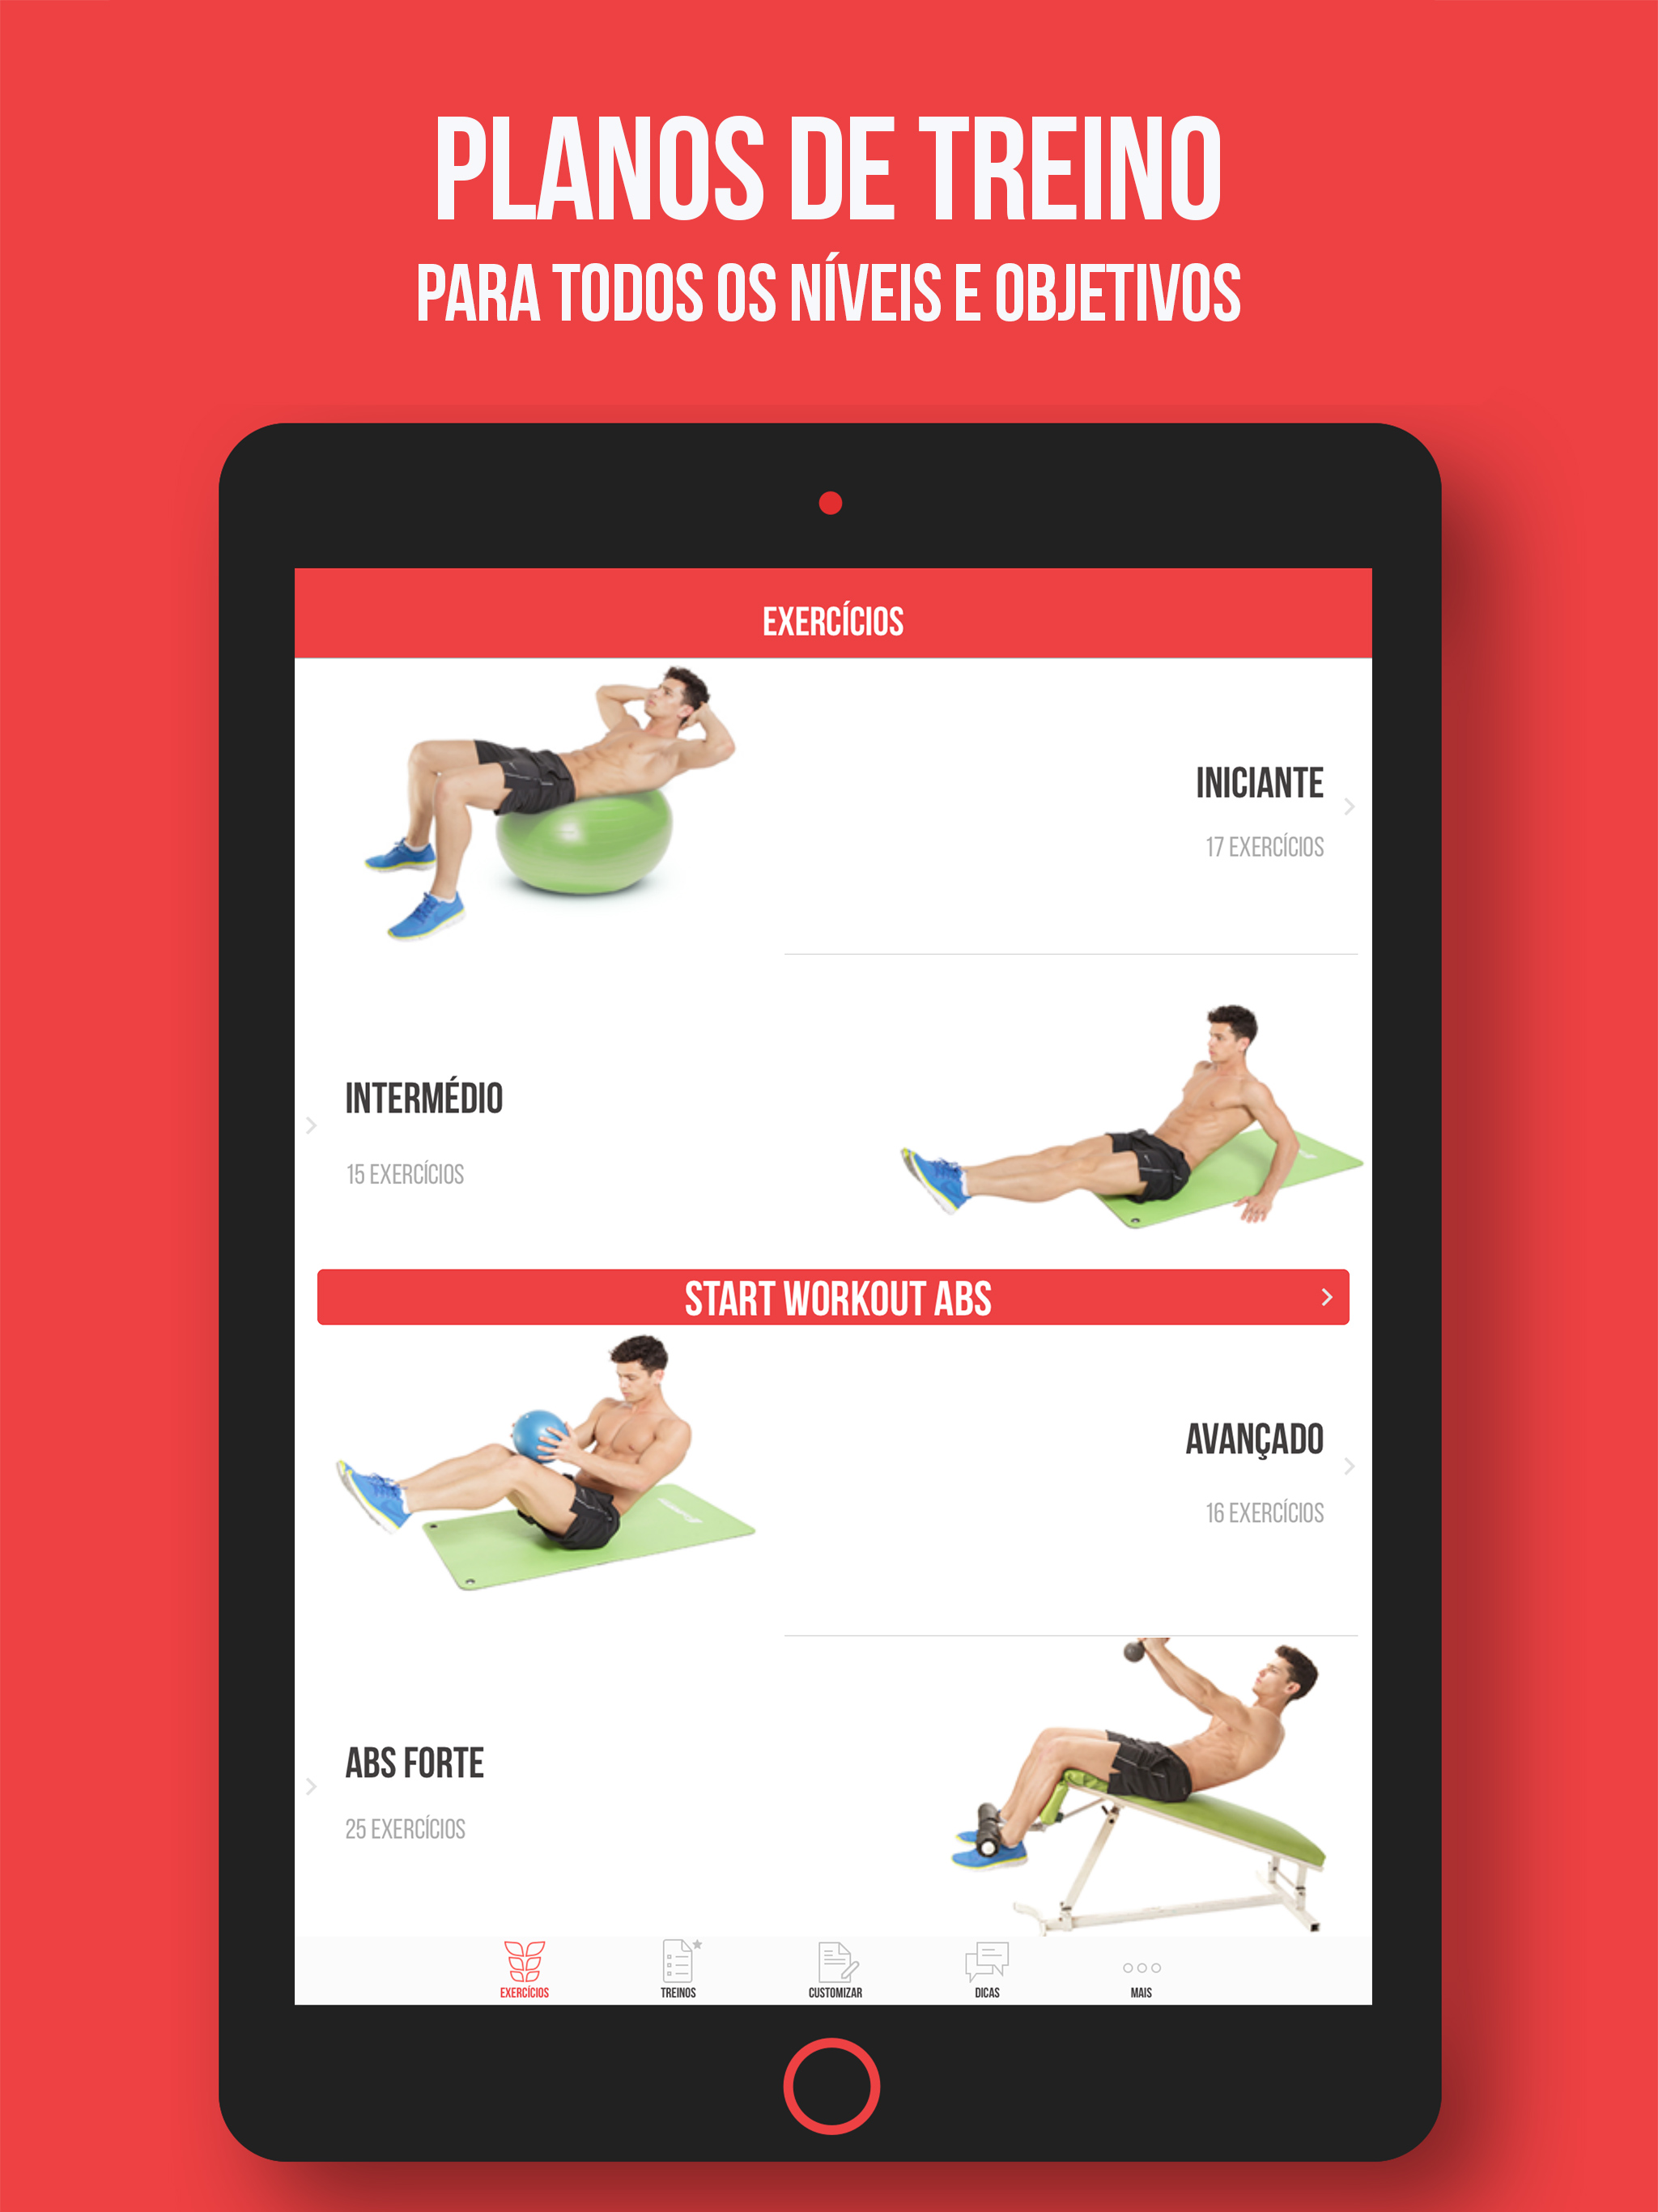 PLANOS DE TREINO
PARA TODOS OS NÍVEIS E OBJETIVOS
EXERCÍCIOS
INICIANTE
17 EXERCÍCIOS
INTERMÉDIO
15 EXERCÍCIOS
START WORKOUT ABS
AVANÇADO
16 EXERCÍCIOS
ABS FORTE
25 EXERCÍCIOS
EXERCÍCIOS
TREINOS
CUSTOMIZAR
DICAS
MAIS